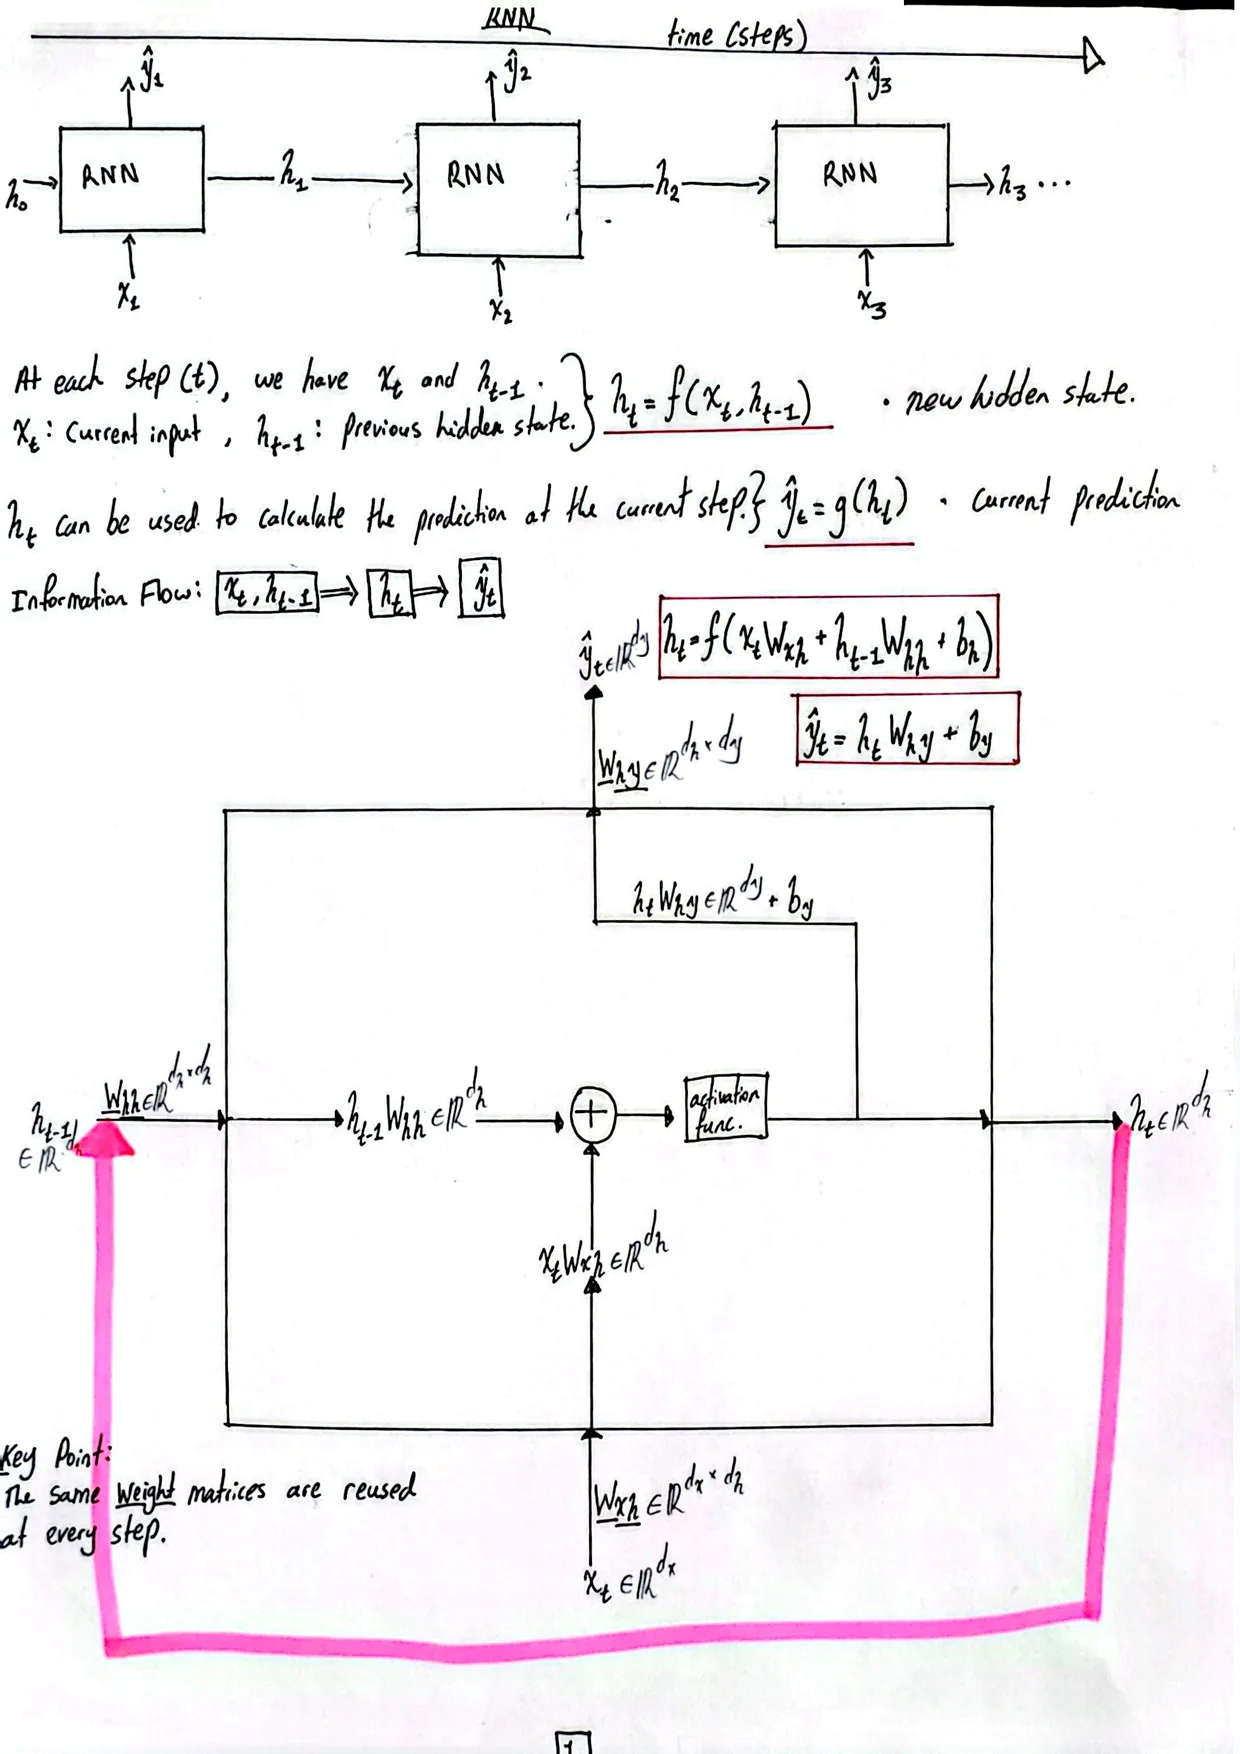 RNN
time (steps)
ŷ₁ ŷ₂ ŷ₃
h₀ RNN h₁ RNN h₂ RNN h₃ ...
x₁ x₂ x₃
At each step (t), we have xₜ and hₜ₋₁ .
xₜ : Current input , hₜ₋₁ : Previous hidden state. } hₜ = f(xₜ, hₜ₋₁) · new hidden state.
hₜ can be used to calculate the prediction at the current step. } ŷₜ = g(hₜ) · current prediction
Information Flow: xₜ, hₜ₋₁ ⇒ hₜ ⇒ ŷₜ
ŷₜ ∈ ℝ^dy
hₜ = f(xₜWxh + hₜ₋₁Whh + bh)
ŷₜ = hₜ Why + by
Why ∈ ℝ^dh × dy
hₜ Why ∈ ℝ^dy + by
hₜ₋₁ ∈ ℝ^dh
Whh ∈ ℝ^dh × dh
hₜ₋₁ Whh ∈ ℝ^dh
+
activation
func.
hₜ ∈ ℝ^dh
xₜ Wxh ∈ ℝ^dh
Key Point:
The same weight matrices are reused
at every step.
Wxh ∈ ℝ^dx × dh
xₜ ∈ ℝ^dx
1